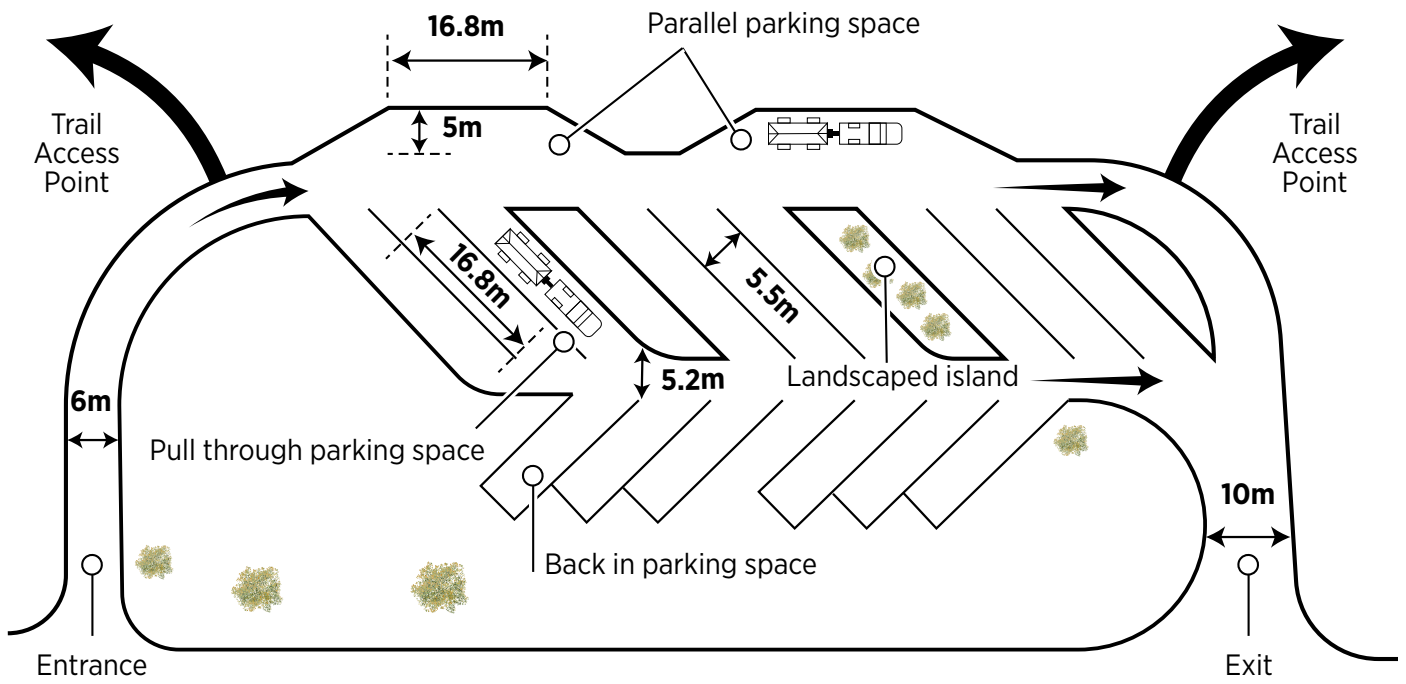 16.8m
Parallel parking space
Trail
Access
Point
5m
Trail
Access
Point
16.8m
5.5m
5.2m
Landscaped island
6m
Pull through parking space
10m
Back in parking space
Entrance
Exit